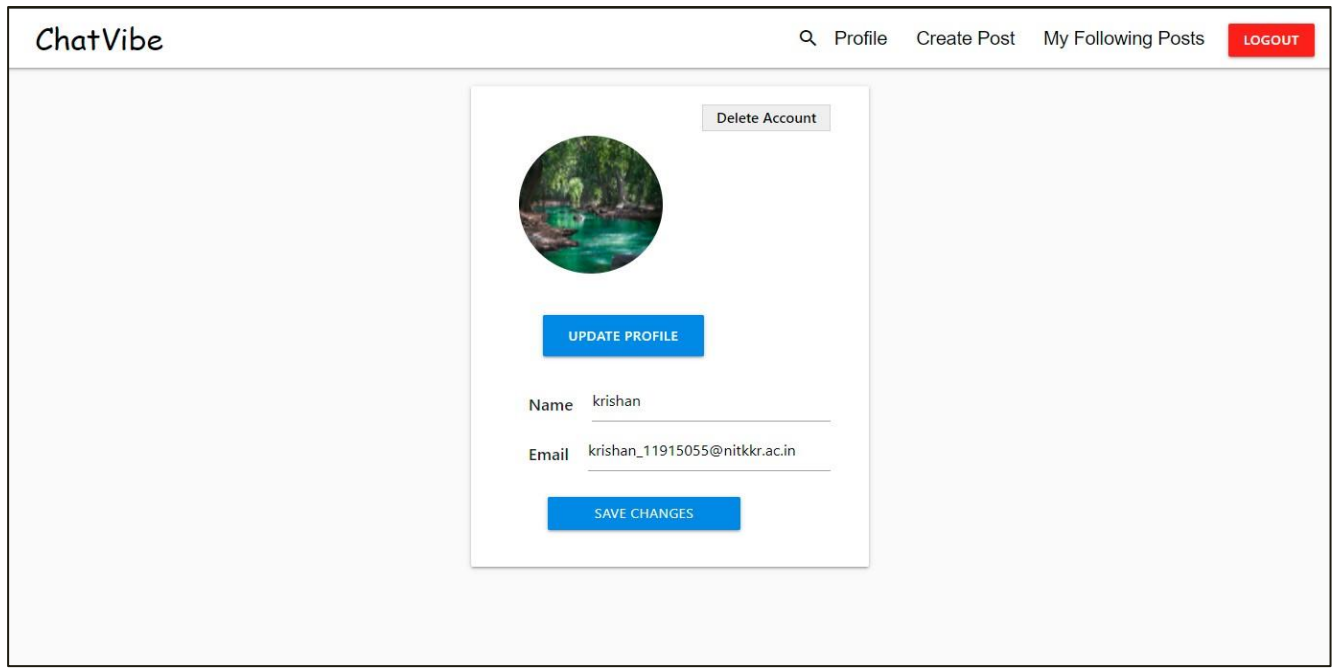 ChatVibe Profile Create Post My Following Posts LOGOUT
Delete Account
UPDATE PROFILE
Name krishan
Email krishan_11915055@nitkkr.ac.in
SAVE CHANGES